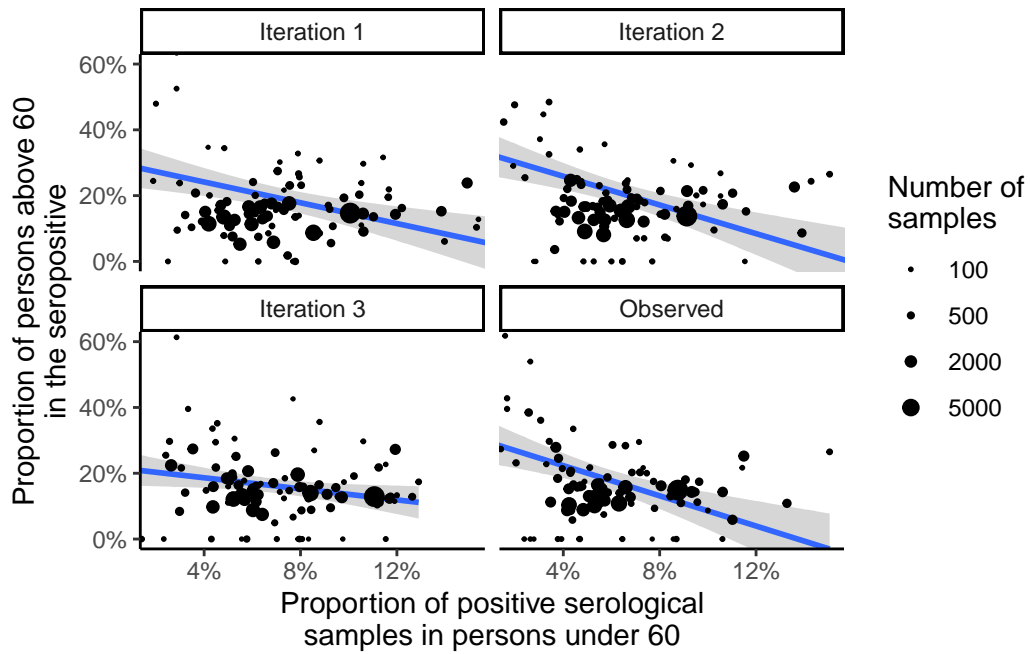 Iteration 1
Iteration 2
60%
40%
20%
0%
Iteration 3
Observed
60%
40%
20%
0%
4%
8%
12%
4%
8%
12%
Proportion of persons above 60
in the seropositive
Proportion of positive serological
samples in persons under 60
Number of
samples
100
500
2000
5000